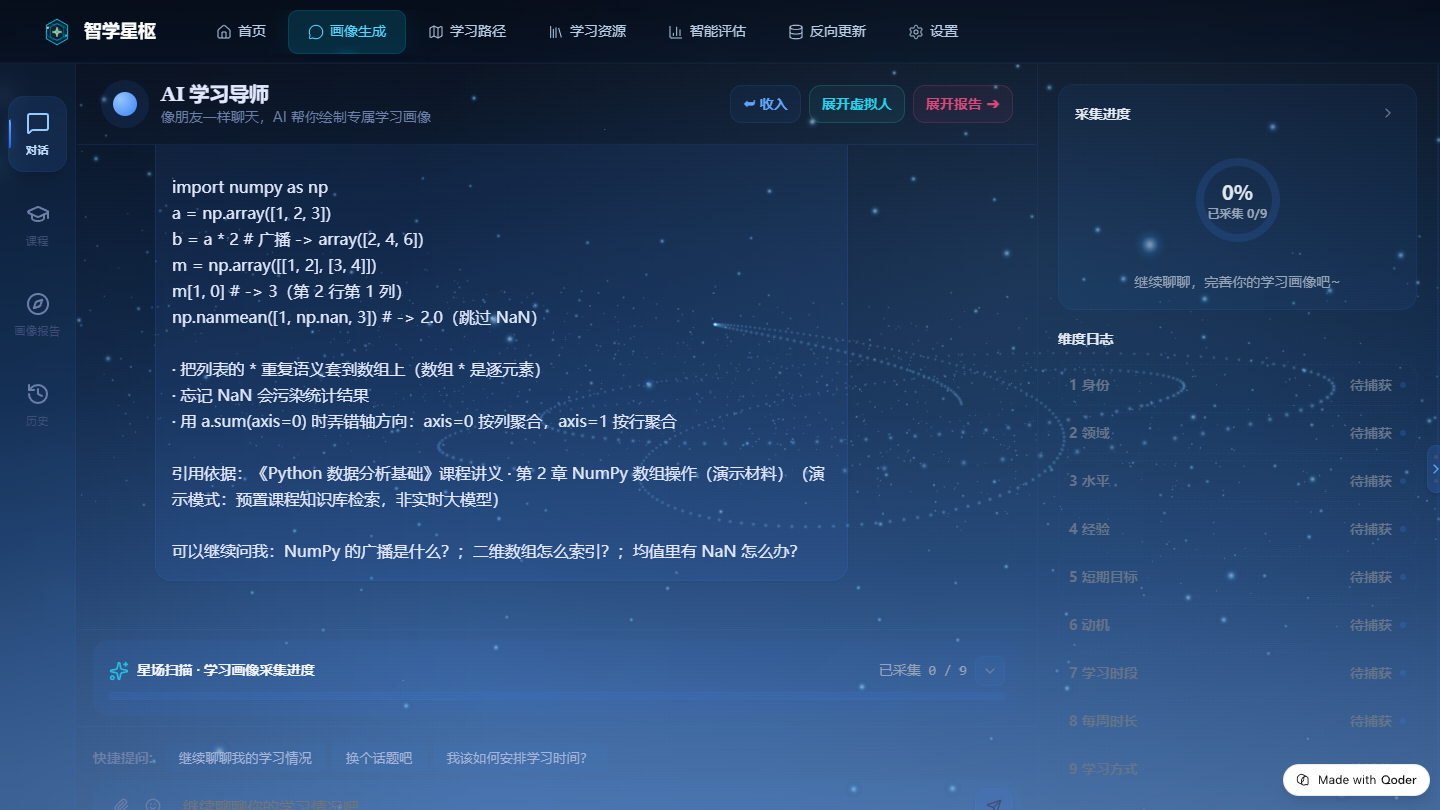 智学星枢
首页
画像生成
学习路径
学习资源
智能评估
反向更新
设置
对话
课程
画像报告
历史
AI 学习导师
像朋友一样聊天，AI 帮你绘制专属学习画像
收入
展开虚拟人
展开报告
import numpy as np
a = np.array([1, 2, 3])
b = a * 2 # 广播 -> array([2, 4, 6])
m = np.array([[1, 2], [3, 4]])
m[1, 0] # -> 3（第 2 行第 1 列）
np.nanmean([1, np.nan, 3]) # -> 2.0（跳过 NaN）
· 把列表的 * 重复语义套到数组上（数组 * 是逐元素）
· 忘记 NaN 会污染统计结果
· 用 a.sum(axis=0) 时弄错轴方向：axis=0 按列聚合，axis=1 按行聚合
引用依据：《Python 数据分析基础》课程讲义 · 第 2 章 NumPy 数组操作（演示材料）（演
示模式：预置课程知识库检索，非实时大模型）
可以继续问我：NumPy 的广播是什么？；二维数组怎么索引？；均值里有 NaN 怎么办？
星场扫描 · 学习画像采集进度
已采集 0 / 9
快捷提问：
继续聊聊我的学习情况
换个话题吧
我该如何安排学习时间？
继续聊聊你的学习情况吧
采集进度
0%
已采集 0/9
继续聊聊，完善你的学习画像吧~
维度日志
1 身份 待捕获
2 领域 待捕获
3 水平 待捕获
4 经验 待捕获
5 短期目标 待捕获
6 动机 待捕获
7 学习时段 待捕获
8 每周时长 待捕获
9 学习方式
Made with Qoder